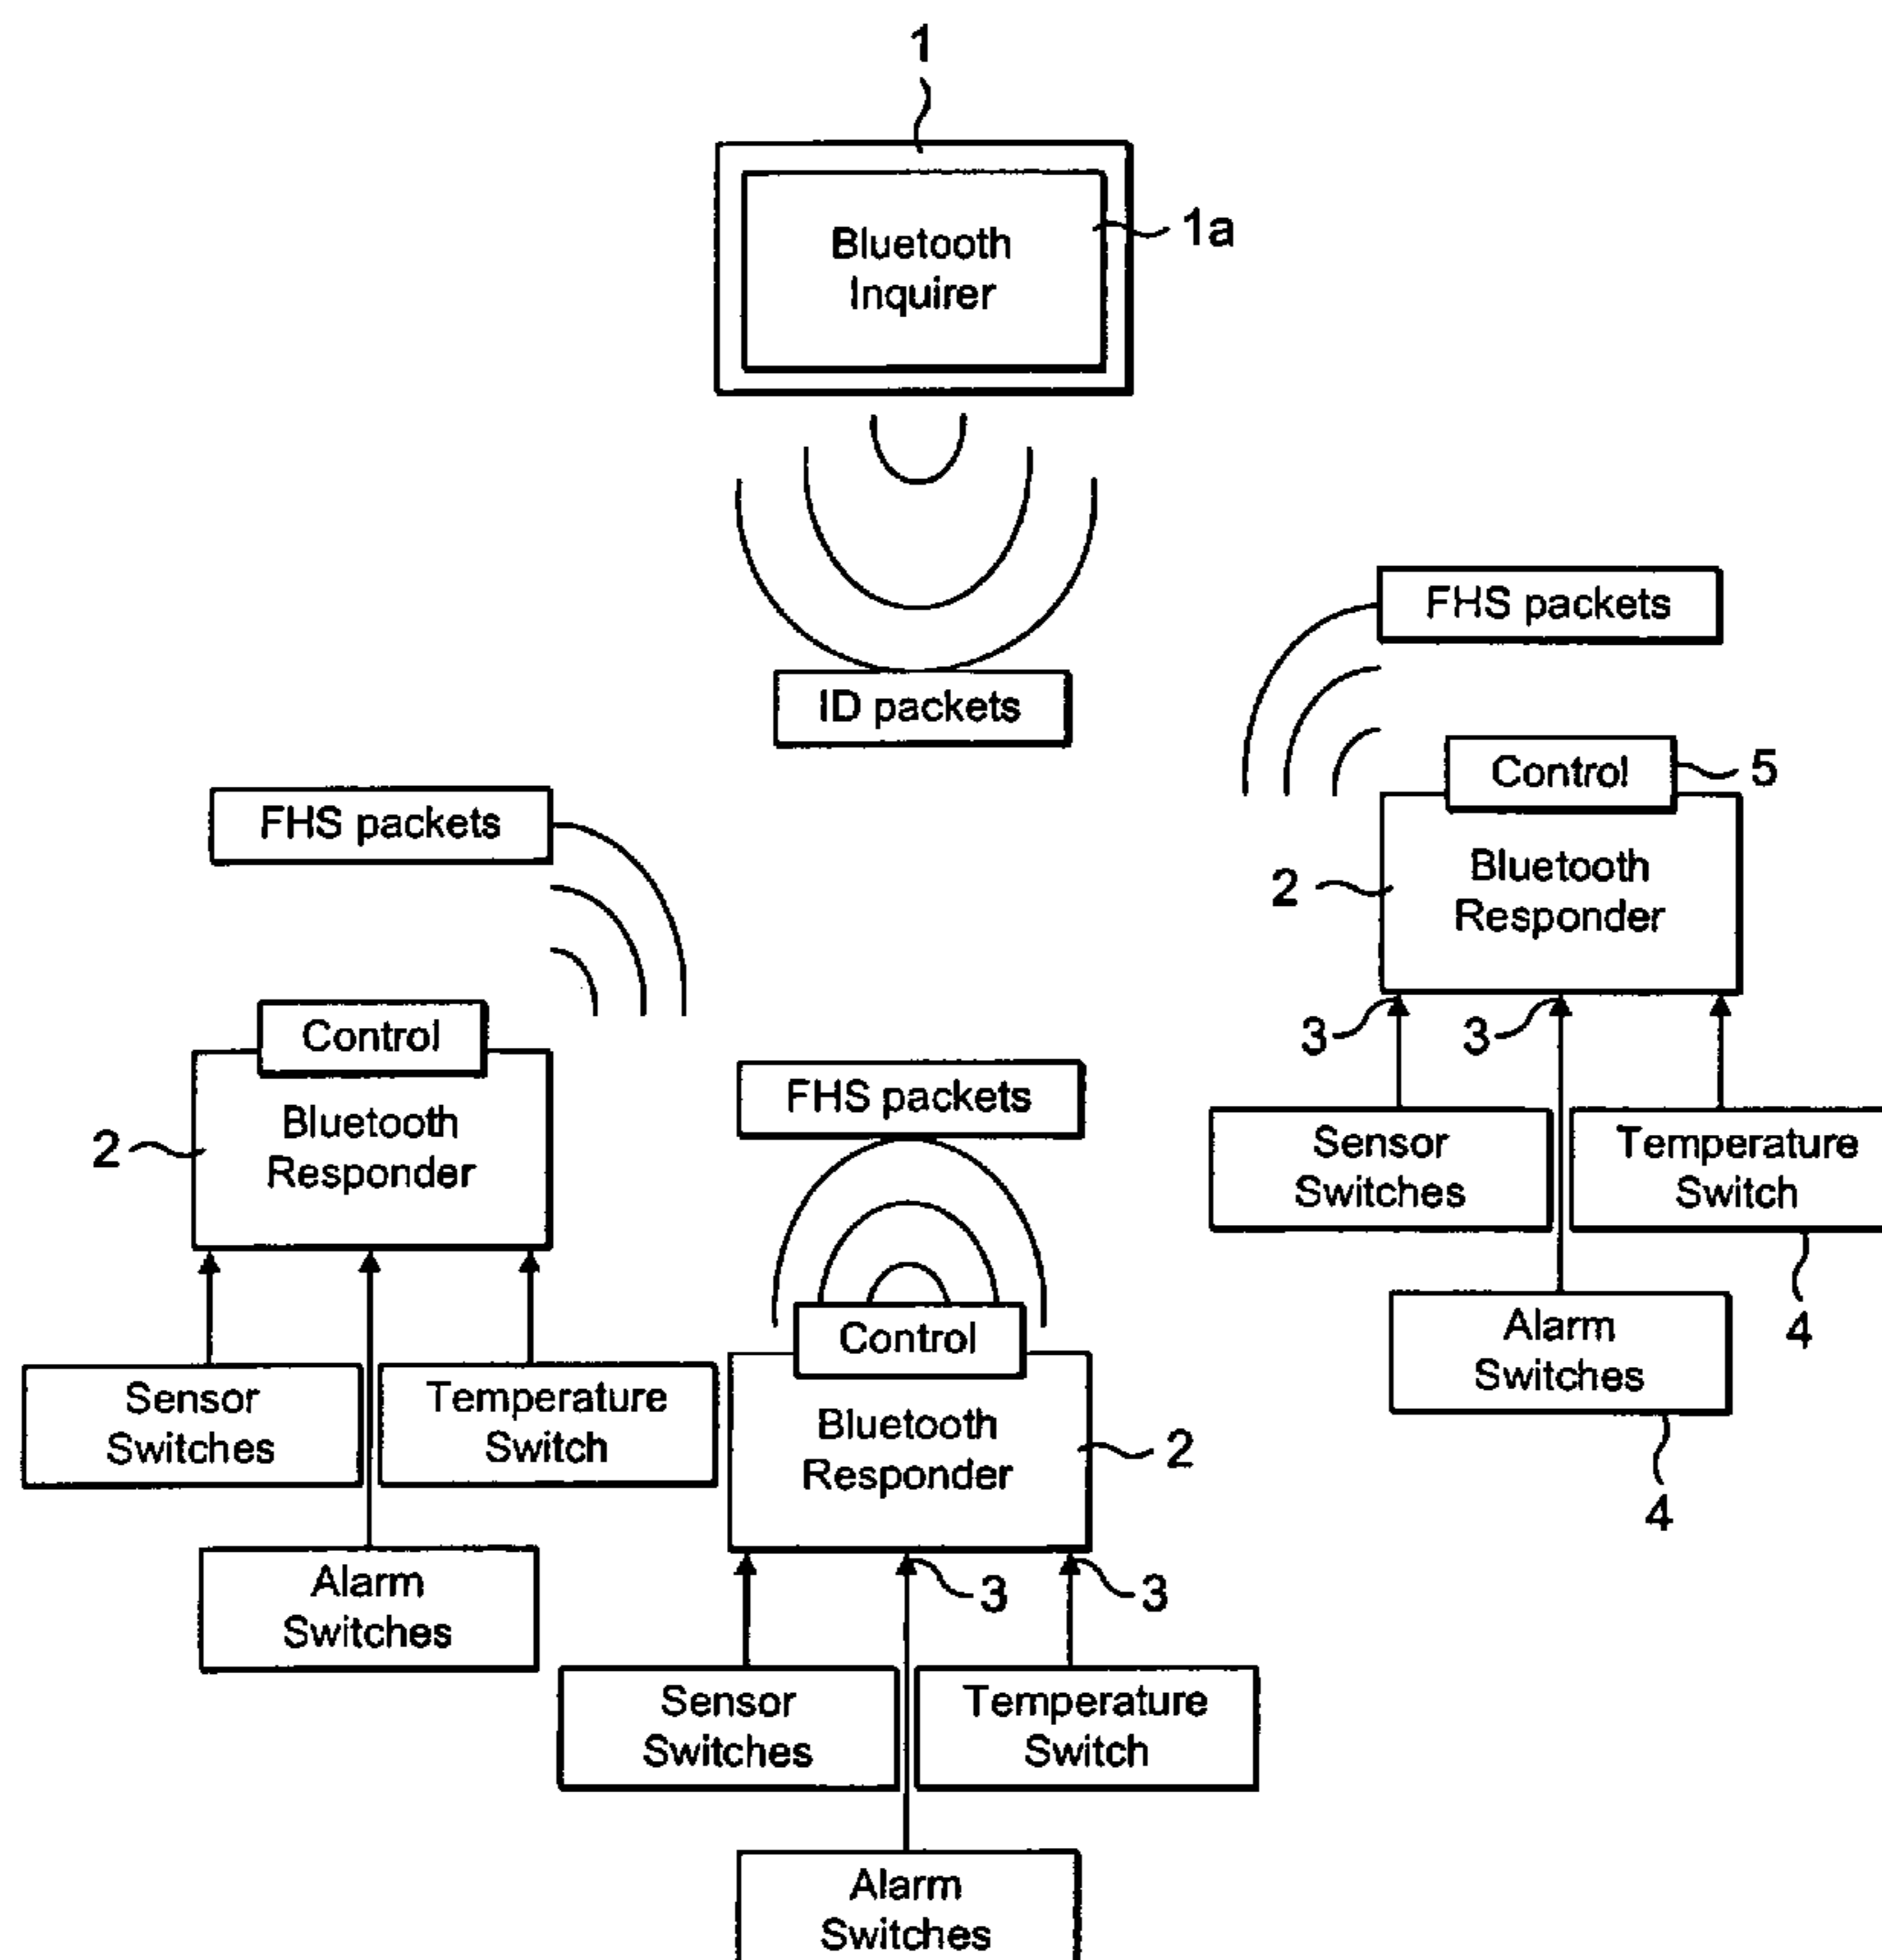 1
Bluetooth
Inquirer
1a
ID packets
FHS packets
Control
5
2
Bluetooth
Responder
3
3
Sensor
Switches
Temperature
Switch
4
Alarm
Switches
4
FHS packets
Control
2
Bluetooth
Responder
Sensor
Switches
Temperature
Switch
Alarm
Switches
FHS packets
Control
Bluetooth
Responder
2
3
3
Sensor
Switches
Temperature
Switch
Alarm
Switches